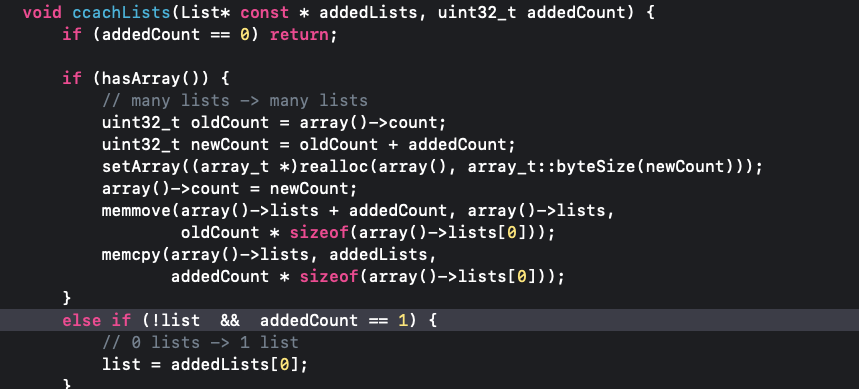 void ccachLists(List* const * addedLists, uint32_t addedCount) {
if (addedCount == 0) return;
if (hasArray()) {
// many lists -> many lists
uint32_t oldCount = array()->count;
uint32_t newCount = oldCount + addedCount;
setArray((array_t *)realloc(array(), array_t::byteSize(newCount)));
array()->count = newCount;
memmove(array()->lists + addedCount, array()->lists,
oldCount * sizeof(array()->lists[0]));
memcpy(array()->lists, addedLists,
addedCount * sizeof(array()->lists[0]));
}
else if (!list  &&  addedCount == 1) {
// 0 lists -> 1 list
list = addedLists[0];
}